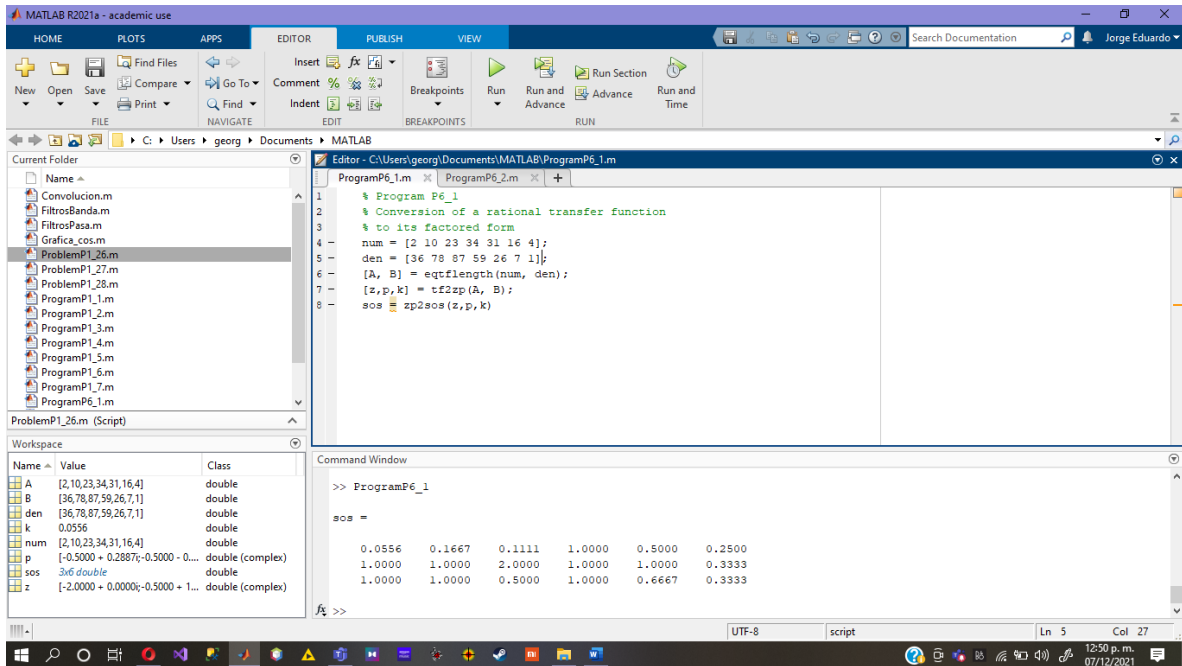 MATLAB R2021a - academic use
HOME PLOTS APPS EDITOR PUBLISH VIEW
Search Documentation
Jorge Eduardo
New Open Save
Find Files
Compare
Print
FILE
Go To
Find
NAVIGATE
Insert fx
Comment
Indent
EDIT
Breakpoints
BREAKPOINTS
Run
Run and Advance
Run Section
Advance
Run and Time
RUN
C: Users georg Documents MATLAB
Current Folder
Name
Convolucion.m
FiltrosBanda.m
FiltrosPasa.m
Grafica_cos.m
ProblemP1_26.m
ProblemP1_27.m
ProblemP1_28.m
ProgramP1_1.m
ProgramP1_2.m
ProgramP1_3.m
ProgramP1_4.m
ProgramP1_5.m
ProgramP1_6.m
ProgramP1_7.m
ProgramP6_1.m
ProblemP1_26.m (Script)
Workspace
Name Value Class
A [2,10,23,34,31,16,4] double
B [36,78,87,59,26,7,1] double
den [36,78,87,59,26,7,1] double
k 0.0556 double
num [2,10,23,34,31,16,4] double
p [-0.5000 + 0.2887i;-0.5000 - 0.... double (complex)
sos 3x6 double double
z [-2.0000 + 0.0000i;-0.5000 + 1... double (complex)
Editor - C:\Users\georg\Documents\MATLAB\ProgramP6_1.m
ProgramP6_1.m ProgramP6_2.m +
1 % Program P6_1
2 % Conversion of a rational transfer function
3 % to its factored form
4 - num = [2 10 23 34 31 16 4];
5 - den = [36 78 87 59 26 7 1];
6 - [A, B] = eqtflength(num, den);
7 - [z,p,k] = tf2zp(A, B);
8 - sos = zp2sos(z,p,k)
Command Window
>> ProgramP6_1
sos =
0.0556 0.1667 0.1111 1.0000 0.5000 0.2500
1.0000 1.0000 2.0000 1.0000 1.0000 0.3333
1.0000 1.0000 0.5000 1.0000 0.6667 0.3333
fx >>
UTF-8 script Ln 5 Col 27
12:50 p. m.
07/12/2021